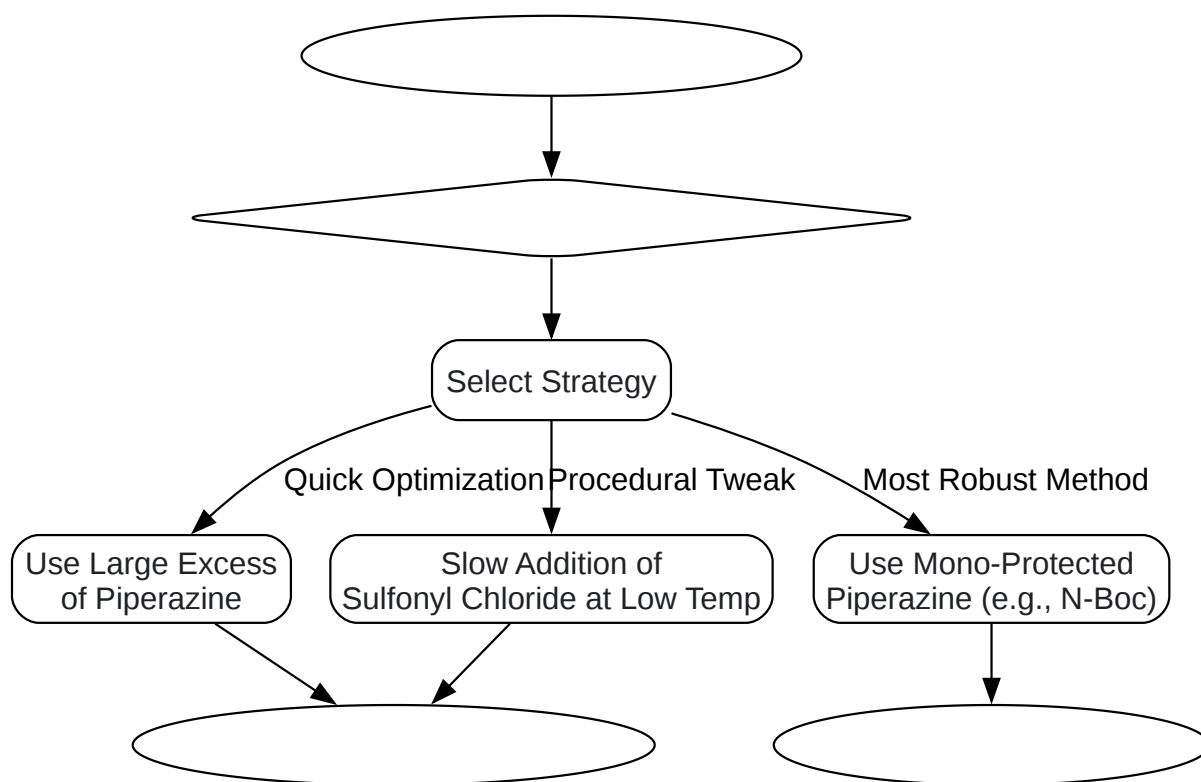 Select Strategy
Quick Optimization
Procedural Tweak
Most Robust Method
Use Large Excess
of Piperazine
Slow Addition of
Sulfonyl Chloride at Low Temp
Use Mono-Protected
Piperazine (e.g., N-Boc)